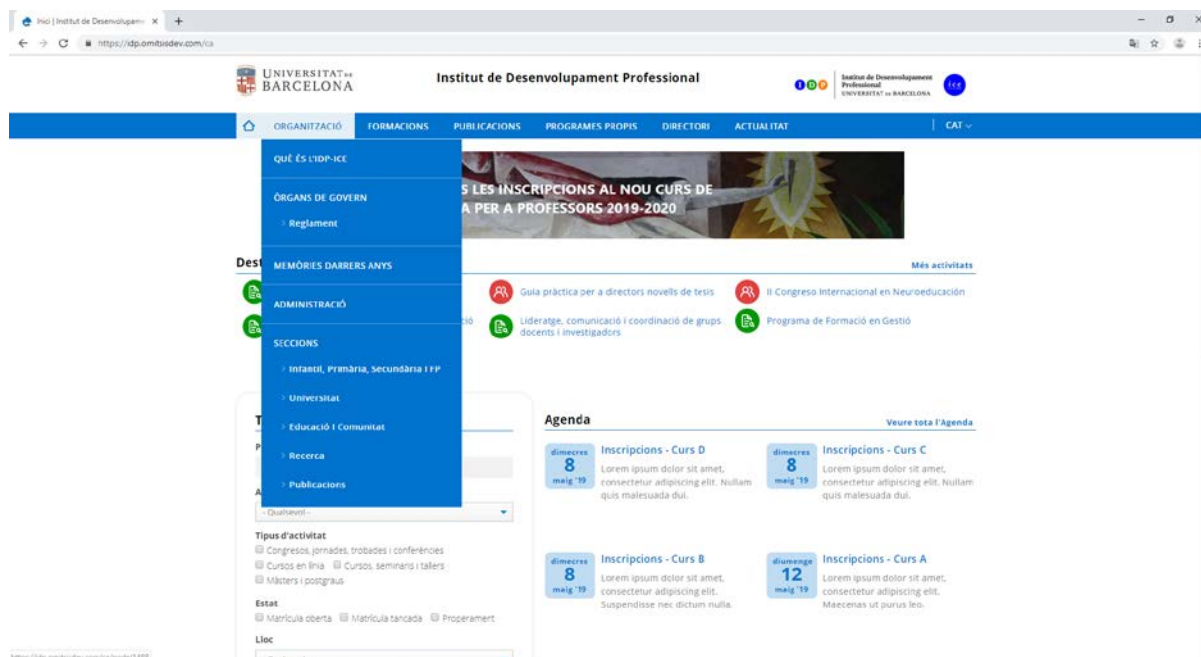 Inici | Institut de Desenvolupame
https://idp.omitsisdev.com/ca
UNIVERSITAT DE
BARCELONA
Institut de Desenvolupament Professional
IDP
Institut de Desenvolupament
Professional
UNIVERSITAT DE BARCELONA
ice
ORGANITZACIÓ FORMACIONS PUBLICACIONS PROGRAMES PROPIS DIRECTORI ACTUALITAT CAT
QUÈ ÉS L'IDP-ICE
ÒRGANS DE GOVERN
> Reglament
MEMÒRIES DARRERS ANYS
ADMINISTRACIÓ
SECCIONS
> Infantil, Primària, Secundària i FP
> Universitat
> Educació i Comunitat
> Recerca
> Publicacions
S LES INSCRIPCIONS AL NOU CURS DE
A PER A PROFESSORS 2019-2020
Dest
Més activitats
Guia pràctica per a directors novells de tesis
II Congreso Internacional en Neuroeducación
ció
Lideratge, comunicació i coordinació de grups
docents i investigadors
Programa de Formació en Gestió
T
P
A
- Qualsevol -
Tipus d'activitat
Congresos, jornades, trobades i conferències
Cursos en línia Cursos, seminaris i tallers
Màsters i postgraus
Estat
Matrícula oberta Matrícula tancada Properament
Lloc
Agenda
Veure tota l'Agenda
dimecres
8
maig '19
Inscripcions - Curs D
Lorem ipsum dolor sit amet,
consectetur adipiscing elit. Nullam
quis malesuada dui.
dimecres
8
maig '19
Inscripcions - Curs C
Lorem ipsum dolor sit amet,
consectetur adipiscing elit. Nullam
quis malesuada dui.
dimecres
8
maig '19
Inscripcions - Curs B
Lorem ipsum dolor sit amet,
consectetur adipiscing elit.
Suspendisse nec dictum nulla.
diumenge
12
maig '19
Inscripcions - Curs A
Lorem ipsum dolor sit amet,
consectetur adipiscing elit.
Maecenas ut purus leo.